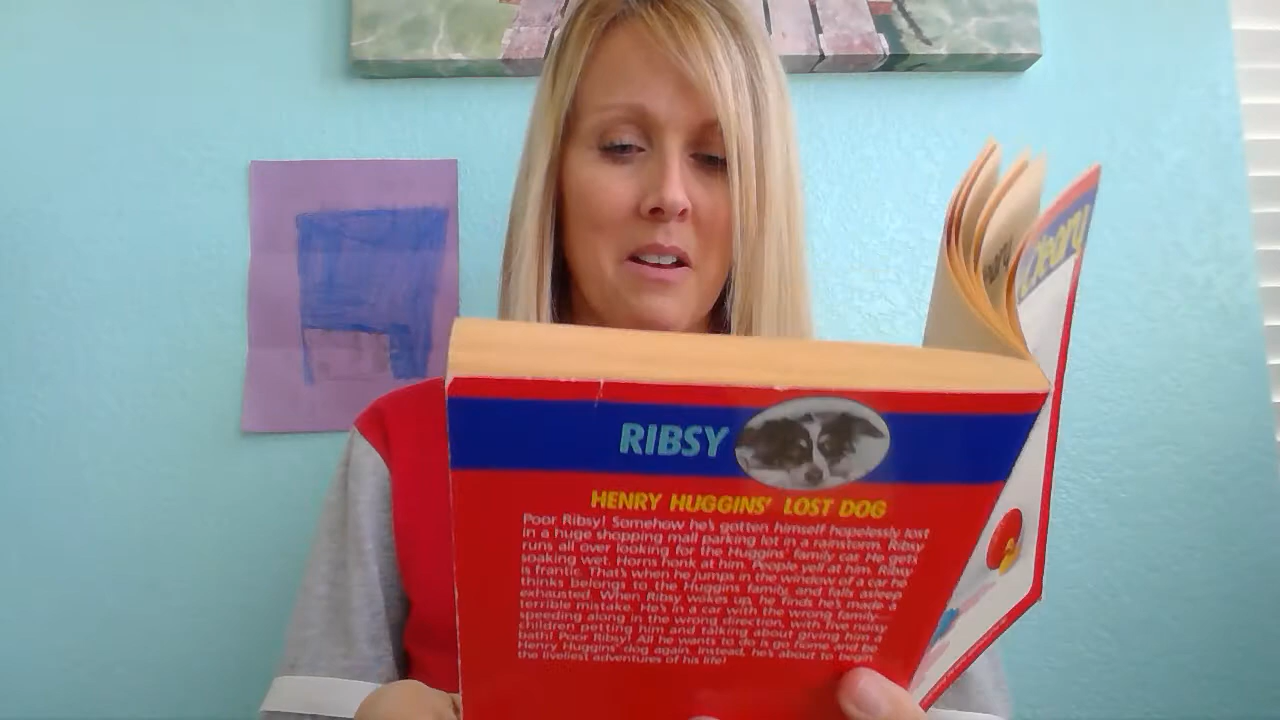 Cleary
RIBSY
HENRY HUGGINS' LOST DOG
Poor Ribsy! Somehow he's gotten himself hopelessly lost
in a huge shopping mall parking lot in a rainstorm. Ribsy
runs all over looking for the Huggins' family car. He gets
soaking wet. Horns honk at him. People yell at him. Ribsy
is frantic. That's when he jumps in the window of a car he
thinks belongs to the Huggins family and falls asleep
exhausted. When Ribsy wakes up, he finds he's made a
terrible mistake. He's in a car with the wrong family—
speeding along in the wrong direction, with five noisy
children petting him and talking about giving him a
bath! Poor Ribsy! All he wants to do is go home and be
Henry Huggins' dog again. Instead, he's about to begin
the liveliest adventures of his life!